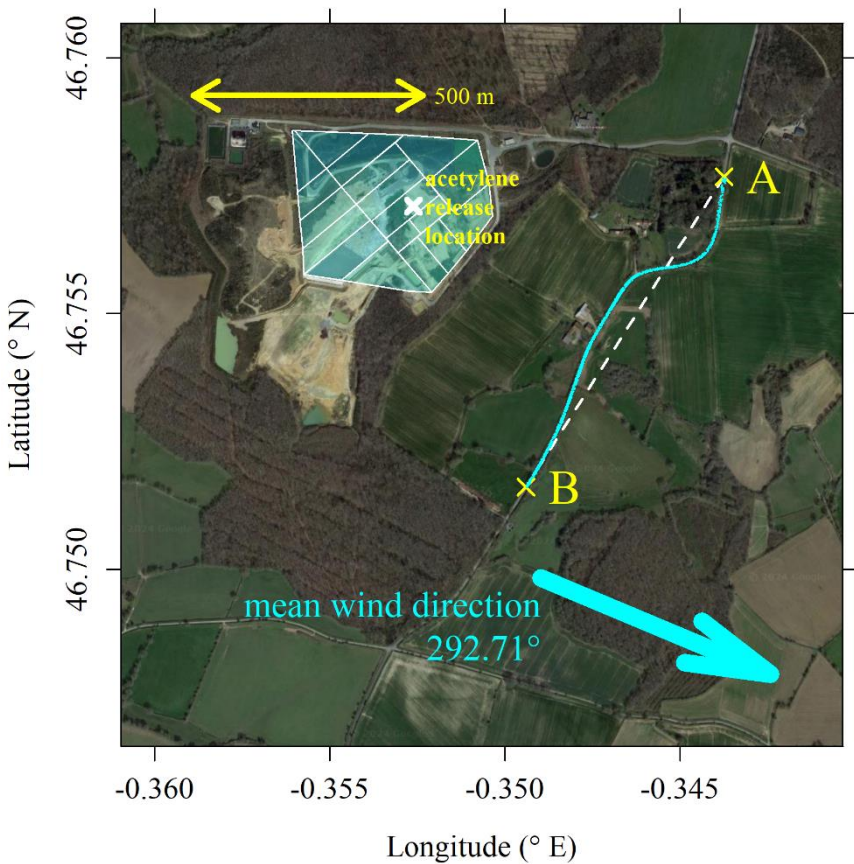 46.760
46.755
46.750
Latitude (° N)
500 m
acetylene
release
location
A
B
mean wind direction
292.71°
-0.360
-0.355
-0.350
-0.345
Longitude (° E)